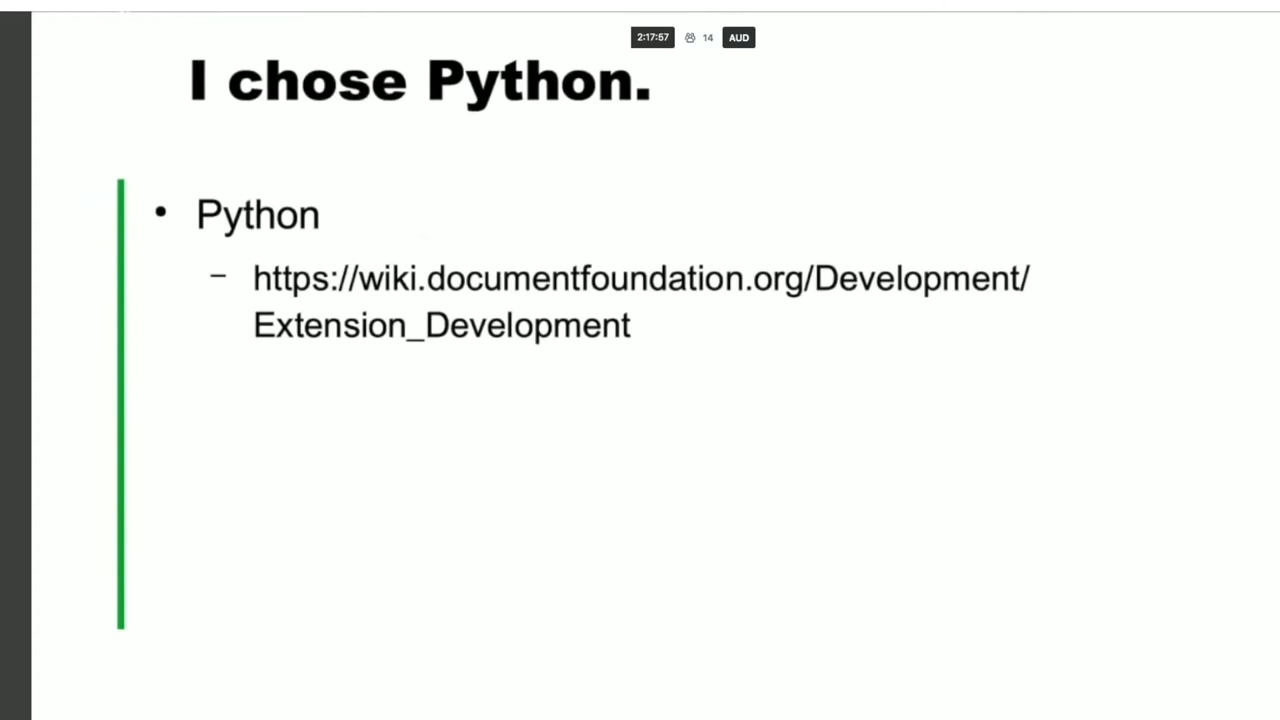 2:17:57 14 AUD
I chose Python.
• Python
– https://wiki.documentfoundation.org/Development/
Extension_Development